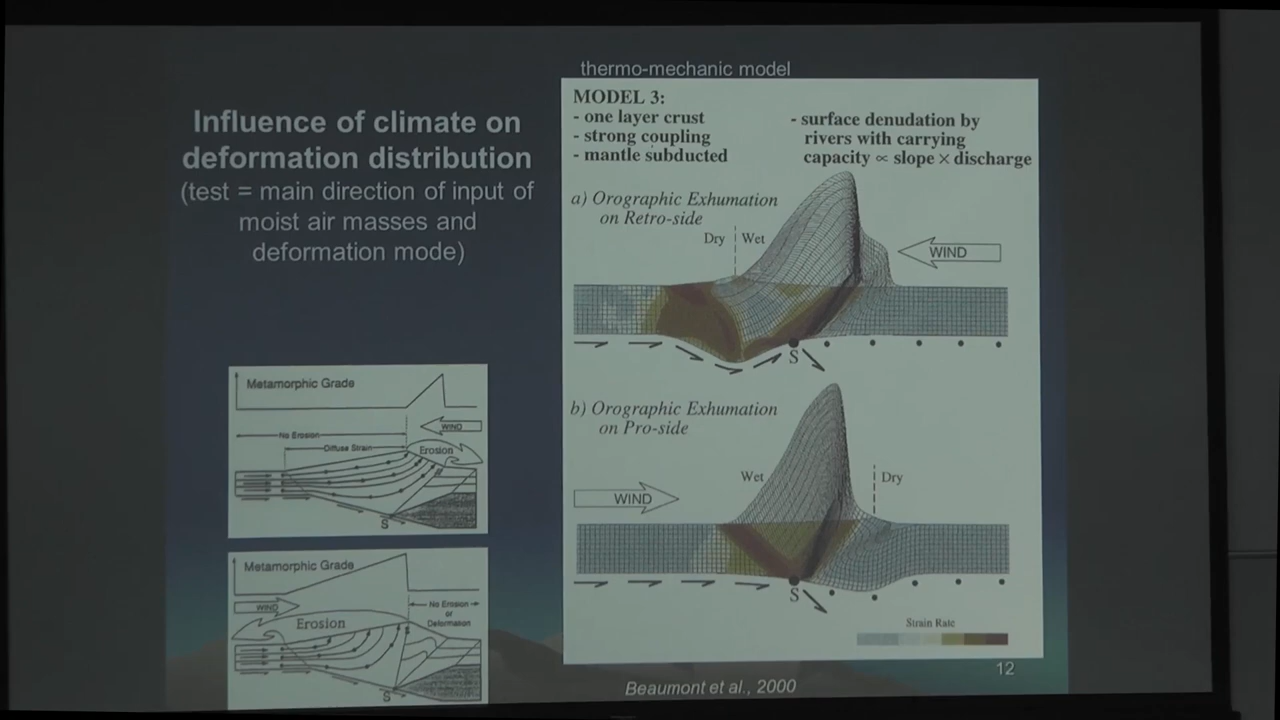 Influence of climate on
deformation distribution
(test = main direction of input of
moist air masses and
deformation mode)
thermo-mechanic model
MODEL 3:
- one layer crust
- strong coupling
- mantle subducted
- surface denudation by
rivers with carrying
capacity ∝ slope × discharge
a) Orographic Exhumation
on Retro-side
Dry
Wet
WIND
S
b) Orographic Exhumation
on Pro-side
Wet
Dry
WIND
S
Strain Rate
Metamorphic Grade
WIND
No Erosion
Diffuse Strain
Erosion
S
Metamorphic Grade
WIND
No Erosion
or
Deformation
Erosion
S
Beaumont et al., 2000
12